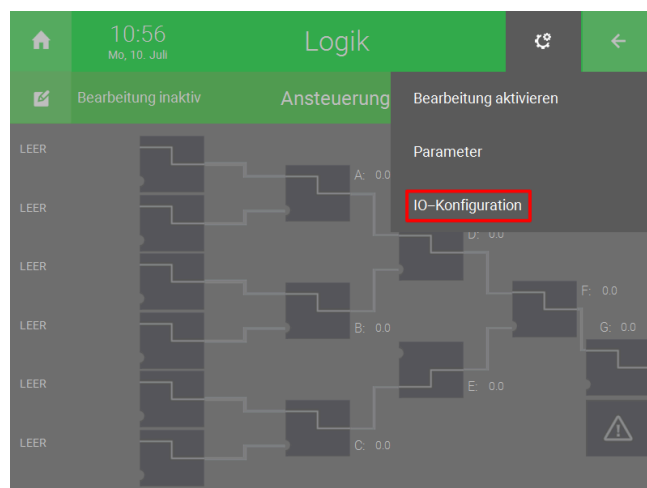 10:56
Mo, 10. Juli
Logik
Bearbeitung inaktiv
Ansteuerung
Bearbeitung aktivieren
Parameter
IO-Konfiguration
LEER
A: 0.0
LEER
D: 0.0
LEER
F: 0.0
LEER
B: 0.0
G: 0.0
LEER
E: 0.0
LEER
C: 0.0